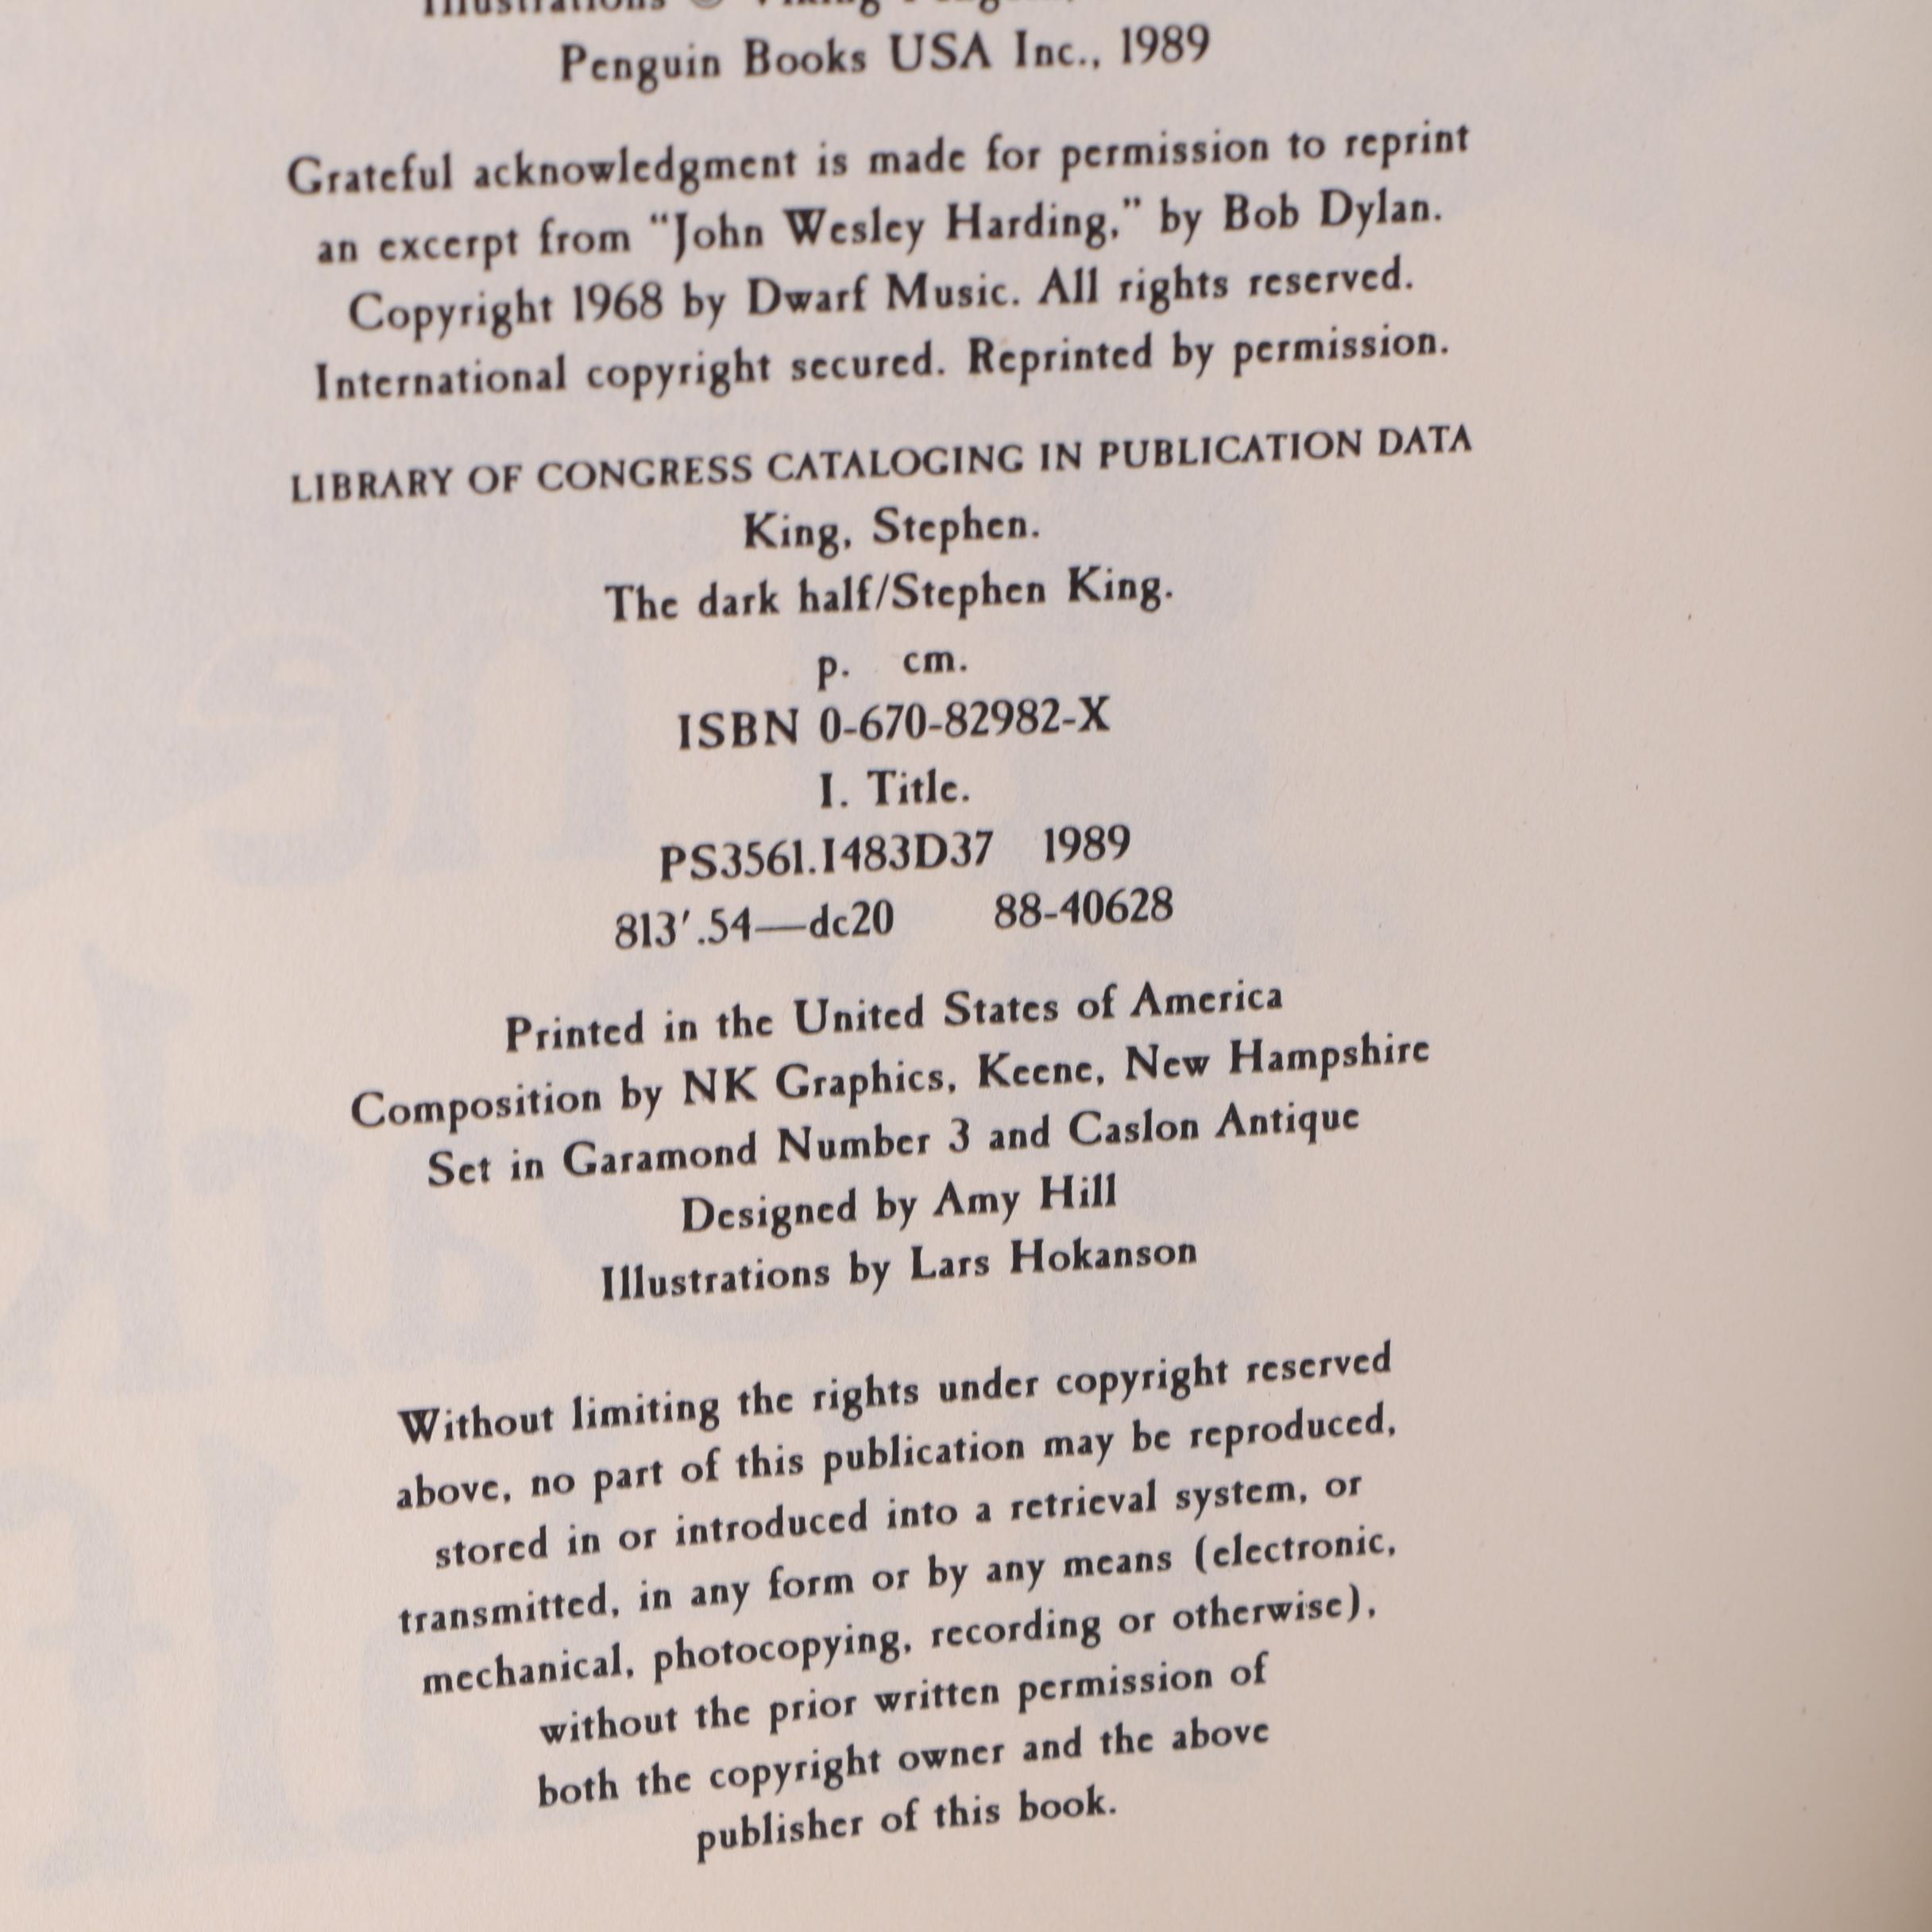 Illustrations © Viking Penguin,
Penguin Books USA Inc., 1989
Grateful acknowledgment is made for permission to reprint
an excerpt from “John Wesley Harding,” by Bob Dylan.
Copyright 1968 by Dwarf Music. All rights reserved.
International copyright secured. Reprinted by permission.
LIBRARY OF CONGRESS CATALOGING IN PUBLICATION DATA
King, Stephen.
The dark half/Stephen King.
p. cm.
ISBN 0-670-82982-X
I. Title.
PS3561.I483D37 1989
813′.54—dc20 88-40628
Printed in the United States of America
Composition by NK Graphics, Keene, New Hampshire
Set in Garamond Number 3 and Caslon Antique
Designed by Amy Hill
Illustrations by Lars Hokanson
Without limiting the rights under copyright reserved
above, no part of this publication may be reproduced,
stored in or introduced into a retrieval system, or
transmitted, in any form or by any means (electronic,
mechanical, photocopying, recording or otherwise),
without the prior written permission of
both the copyright owner and the above
publisher of this book.